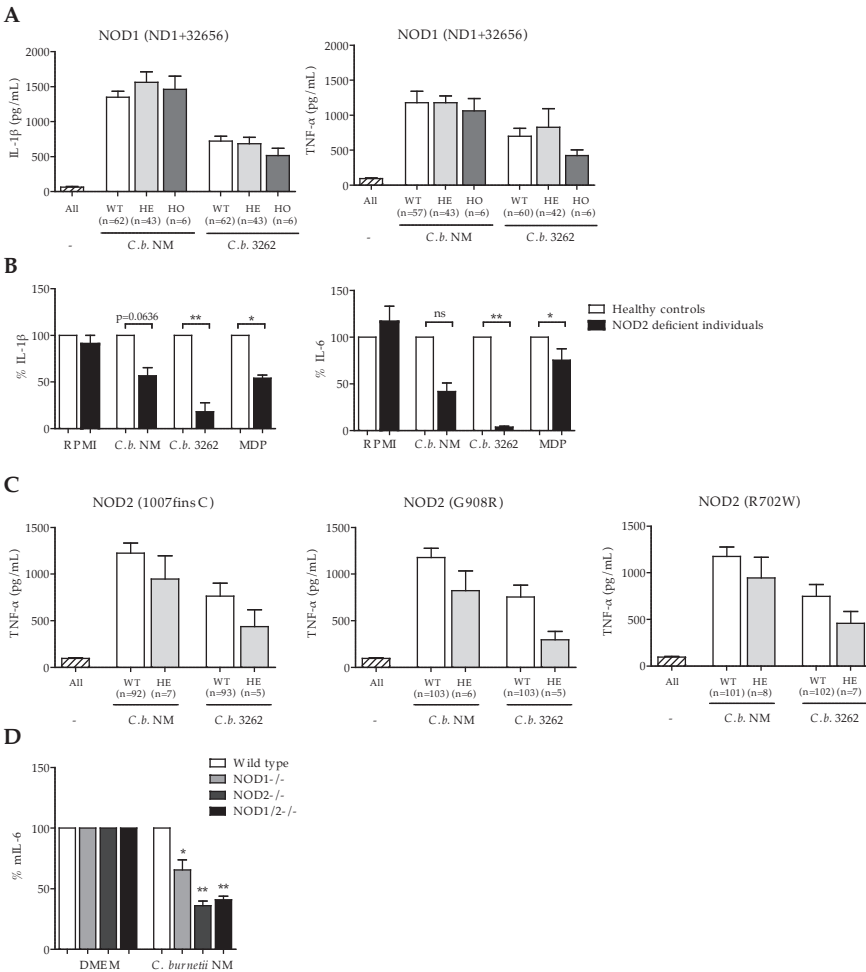 A
NOD1 (ND1+32656)
2000
1500
1000
500
0
IL-1β (pg/mL)
All
WT
HE
HO
WT
HE
HO
(n=62)
(n=43)
(n=6)
(n=62)
(n=43)
(n=6)
-
C.b. NM
C.b. 3262
NOD1 (ND1+32656)
2000
1500
1000
500
0
TNF-α (pg/mL)
All
WT
HE
HO
WT
HE
HO
(n=57)
(n=43)
(n=6)
(n=60)
(n=42)
(n=6)
-
C.b. NM
C.b. 3262
B
150
100
50
0
% IL-1β
p=0.0636
**
*
RPMI
C.b. NM
C.b. 3262
MDP
150
100
50
0
% IL-6
ns
**
*
RPMI
C.b. NM
C.b. 3262
MDP
Healthy controls
NOD2 deficient individuals
C
NOD2 (1007fins C)
1500
1000
500
0
TNF-α (pg/mL)
All
WT
HE
WT
HE
(n=92)
(n=7)
(n=93)
(n=5)
-
C.b. NM
C.b. 3262
NOD2 (G908R)
1500
1000
500
0
TNF-α (pg/mL)
All
WT
HE
WT
HE
(n=103)
(n=6)
(n=103)
(n=5)
-
C.b. NM
C.b. 3262
NOD2 (R702W)
1500
1000
500
0
TNF-α (pg/mL)
All
WT
HE
WT
HE
(n=101)
(n=8)
(n=102)
(n=7)
-
C.b. NM
C.b. 3262
D
150
100
50
0
% mIL-6
Wild type
NOD1-/-
NOD2-/-
NOD1/2-/-
*
**
**
DMEM
C. burnetii NM